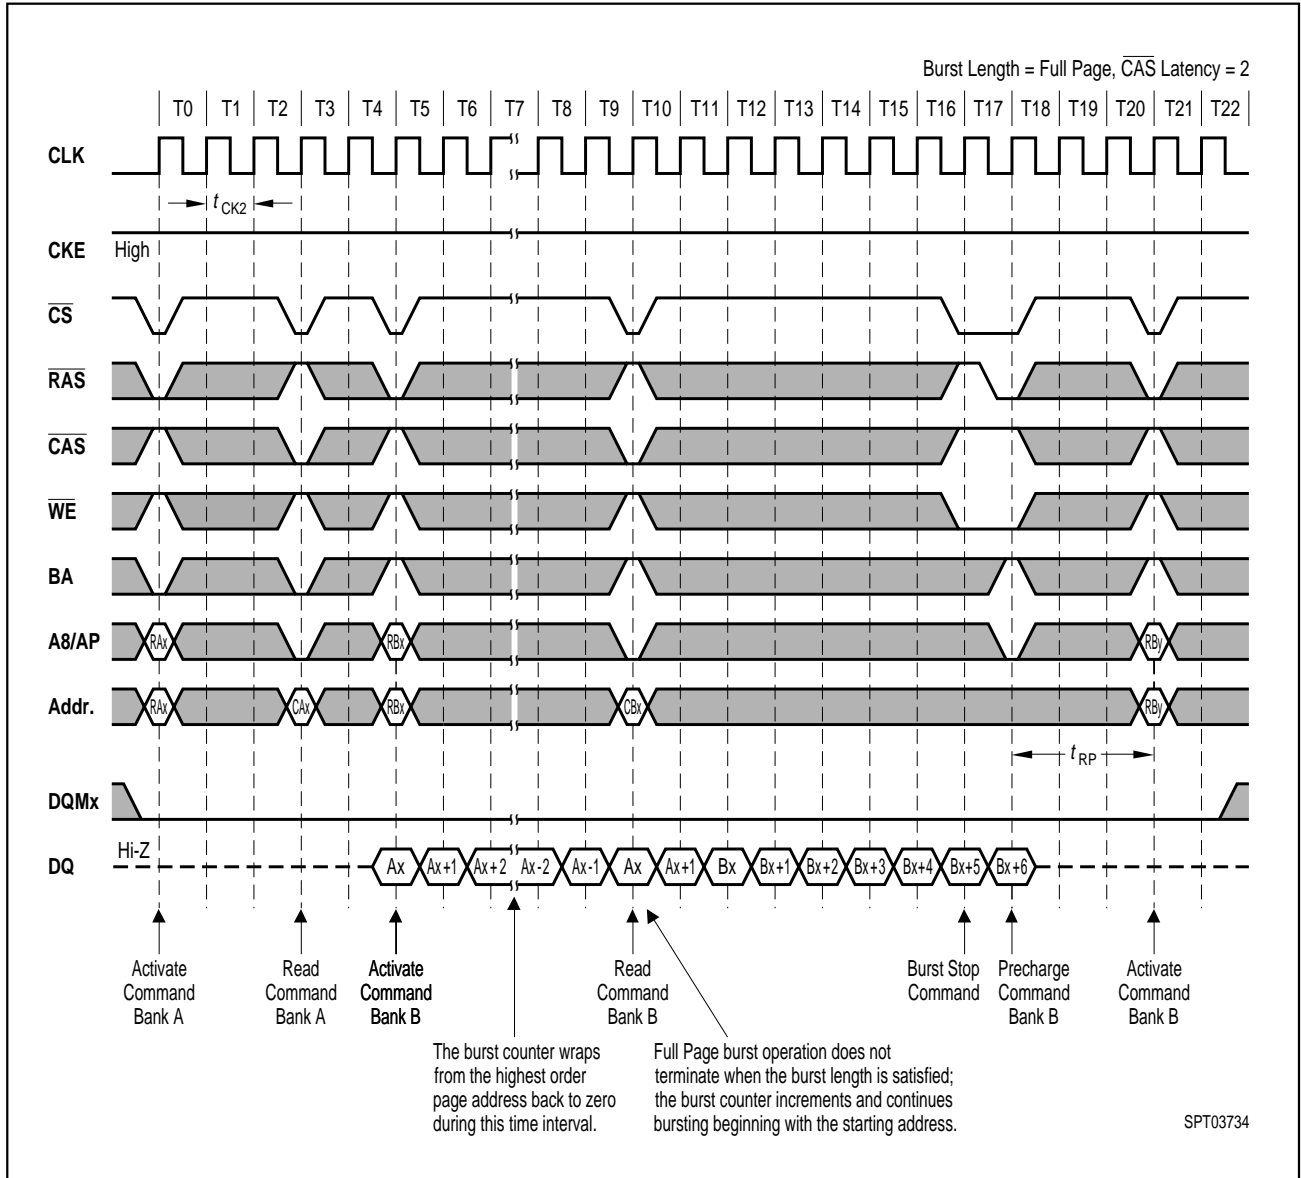 Burst Length = Full Page, CAS Latency = 2
T0 T1 T2 T3 T4 T5 T6 T7 T8 T9 T10 T11 T12 T13 T14 T15 T16 T17 T18 T19 T20 T21 T22
CLK
t CK2
CKE High
CS
RAS
CAS
WE
BA
A8/AP RAx RBx RBy
Addr. RAx CAx RBx CBx RBy
t RP
DQMx
Hi-Z
DQ Ax Ax+1 Ax+2 Ax-2 Ax-1 Ax Ax+1 Bx Bx+1 Bx+2 Bx+3 Bx+4 Bx+5 Bx+6
Activate Command Bank A
Read Command Bank A
Activate Command Bank B
Read Command Bank B
Burst Stop Command
Precharge Command Bank B
Activate Command Bank B
The burst counter wraps
from the highest order
page address back to zero
during this time interval.
Full Page burst operation does not
terminate when the burst length is satisfied;
the burst counter increments and continues
bursting beginning with the starting address.
SPT03734